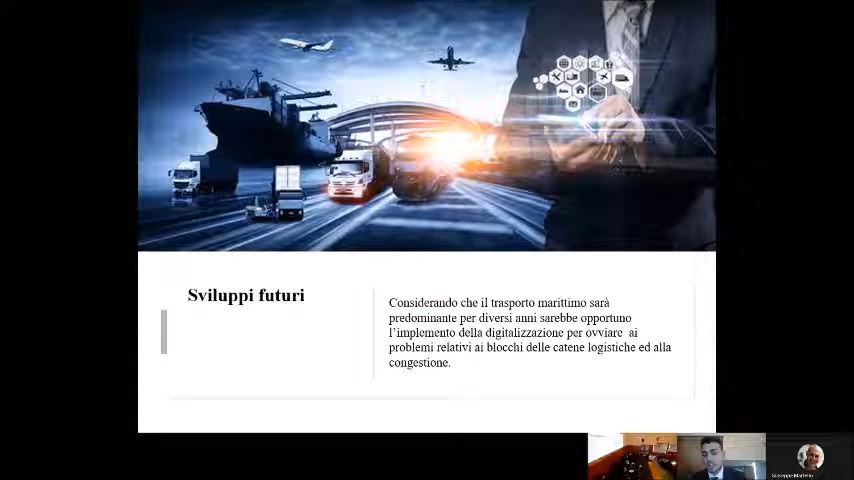 Sviluppi futuri
Considerando che il trasporto marittimo sarà
predominante per diversi anni sarebbe opportuno
l’implemento della digitalizzazione per ovviare  ai
problemi relativi ai blocchi delle catene logistiche ed alla
congestione.
Giuseppe Martello